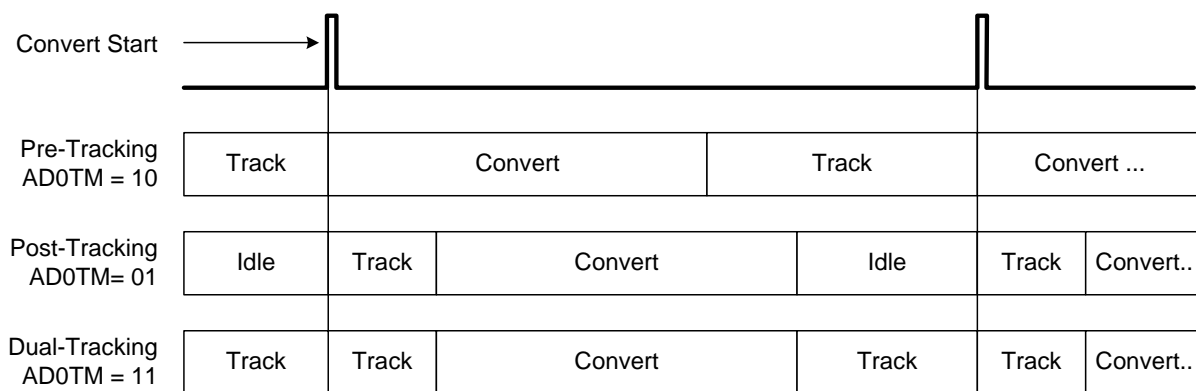 Convert Start
Pre-Tracking
AD0TM = 10
Track
Convert
Track
Convert ...
Post-Tracking
AD0TM= 01
Idle
Track
Convert
Idle
Track
Convert..
Dual-Tracking
AD0TM = 11
Track
Track
Convert
Track
Track
Convert..